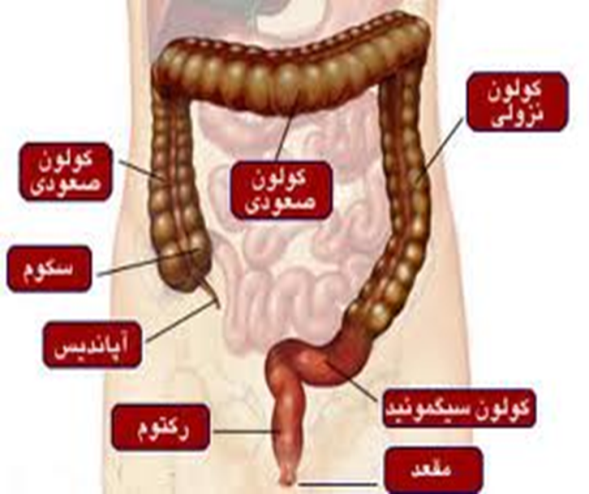 کولون
نزولی
کولون
صعودی
کولون
صعودی
سکوم
آپاندیس
کولون سیگموئید
رکتوم
مقعد